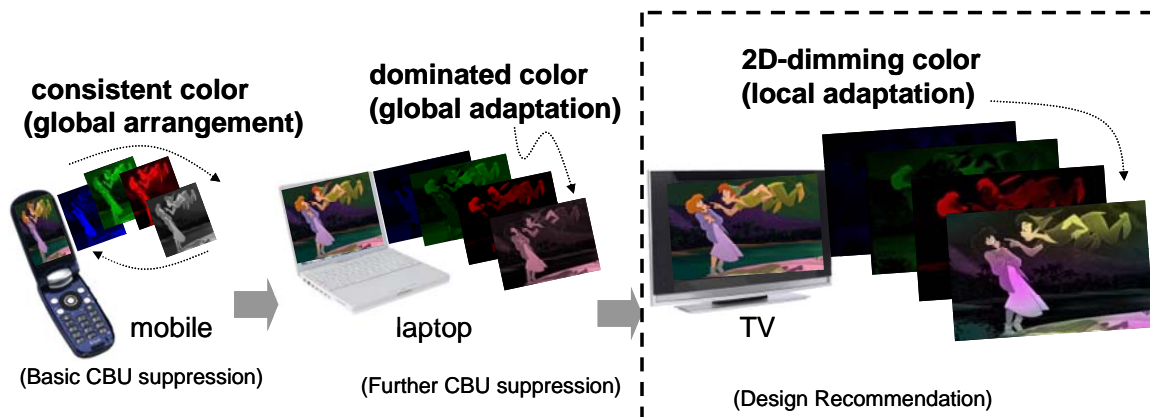 consistent color
(global arrangement)
mobile
(Basic CBU suppression)
dominated color
(global adaptation)
laptop
(Further CBU suppression)
2D-dimming color
(local adaptation)
TV
(Design Recommendation)